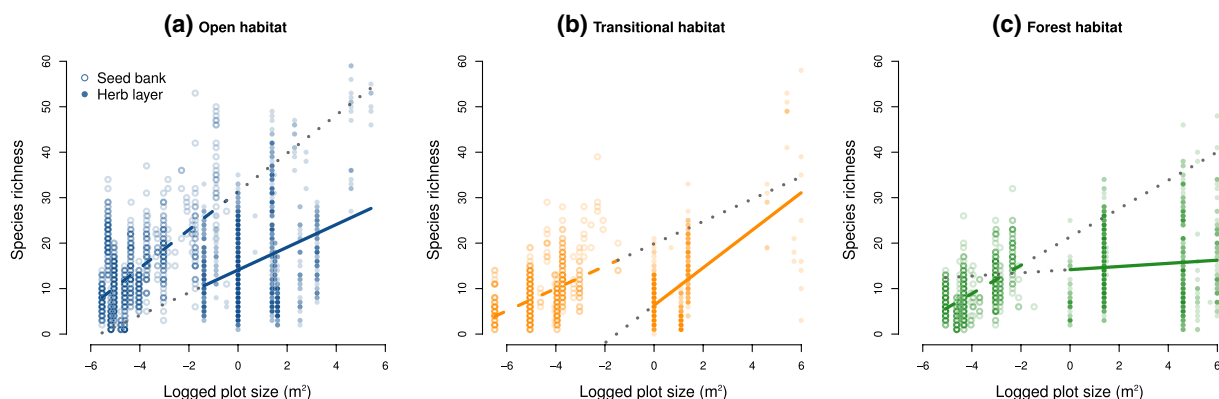 (a) Open habitat
Species richness
60
50
40
30
20
10
0
Seed bank
Herb layer
−6 −4 −2 0 2 4 6
Logged plot size (m²)
(b) Transitional habitat
Species richness
60
50
40
30
20
10
0
−6 −4 −2 0 2 4 6
Logged plot size (m²)
(c) Forest habitat
Species richness
60
50
40
30
20
10
0
−6 −4 −2 0 2 4 6
Logged plot size (m²)